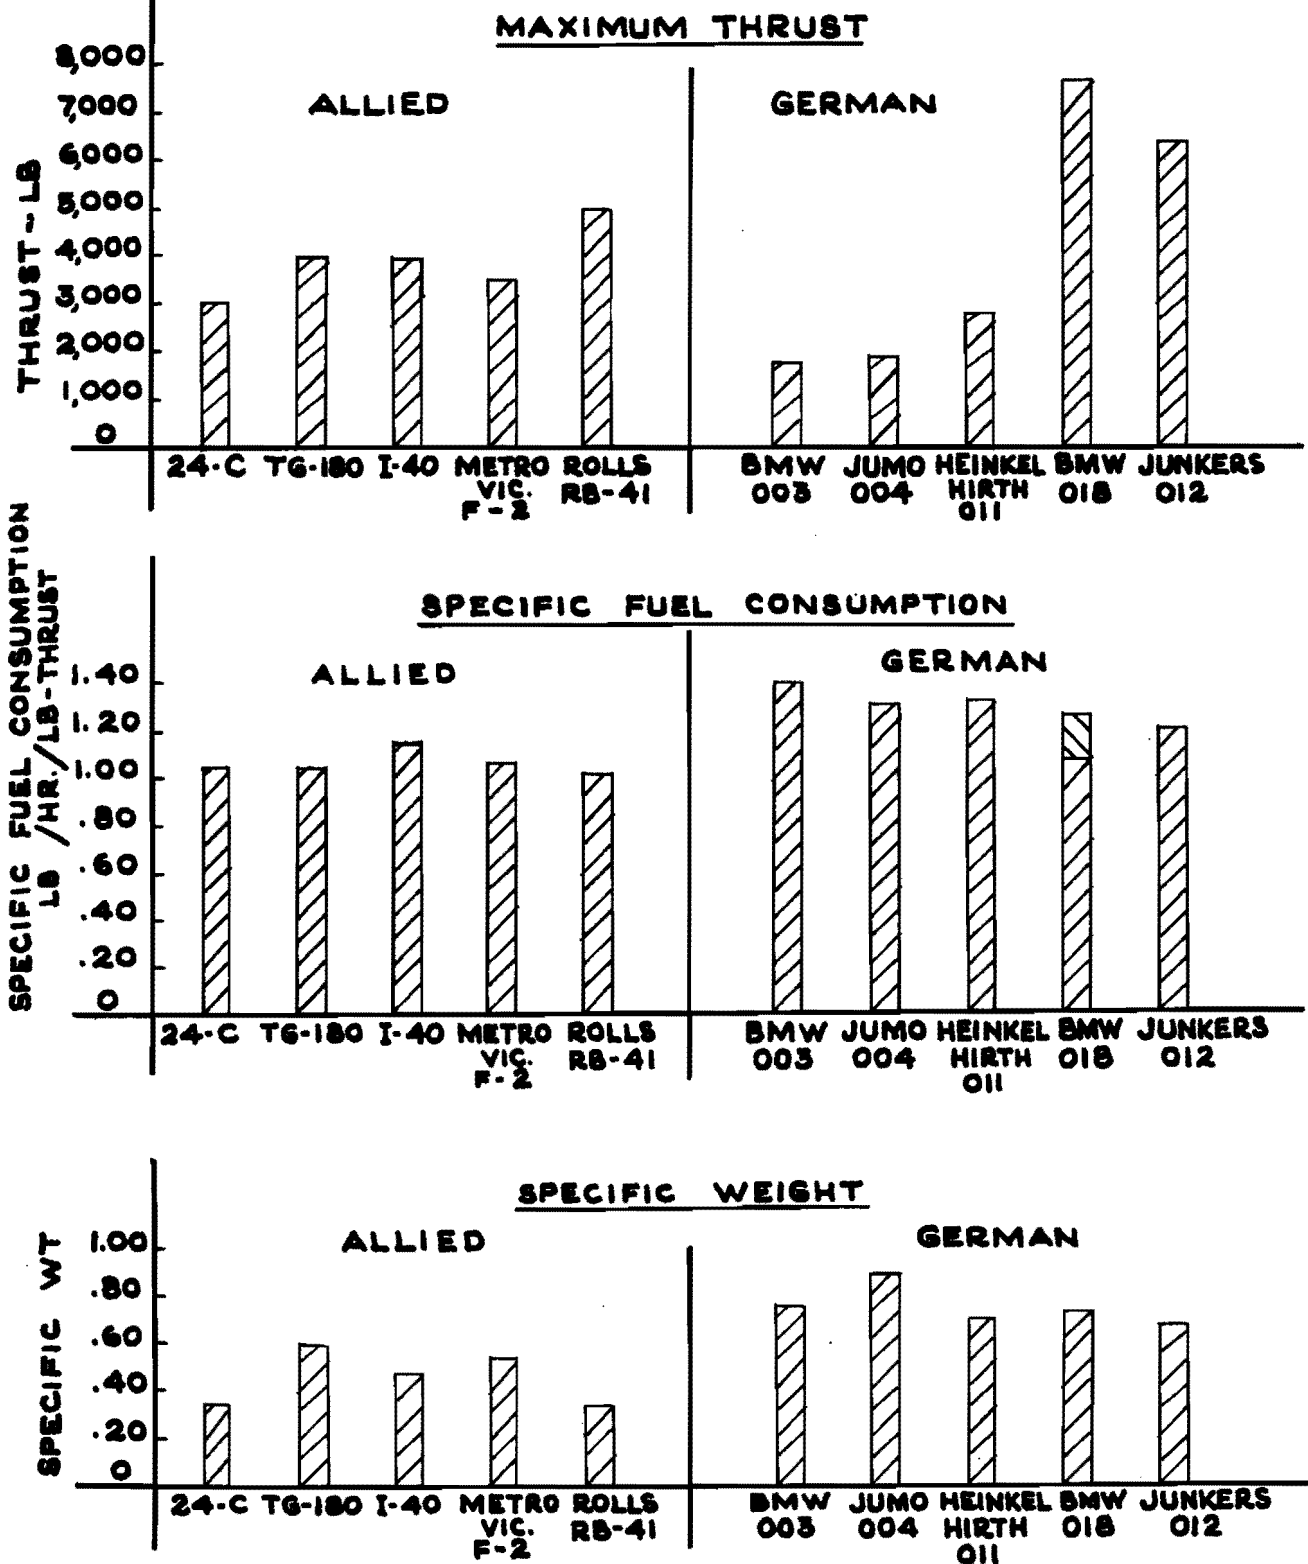 MAXIMUM THRUST
ALLIED
GERMAN
THRUST-LB
8,000
7,000
6,000
5,000
4,000
3,000
2,000
1,000
0
24-C TG-180 I-40 METRO ROLLS BMW JUMO HEINKEL BMW JUNKERS
VIC. RB-41 003 004 HIRTH 018 012
F-2 011
SPECIFIC FUEL CONSUMPTION
ALLIED
GERMAN
SPECIFIC FUEL CONSUMPTION
LB /HR./LB-THRUST
1.40
1.20
1.00
.80
.60
.40
.20
0
24-C TG-180 I-40 METRO ROLLS BMW JUMO HEINKEL BMW JUNKERS
VIC. RB-41 003 004 HIRTH 018 012
F-2 011
SPECIFIC WEIGHT
ALLIED
GERMAN
SPECIFIC WT
1.00
.80
.60
.40
.20
0
24-C TG-180 I-40 METRO ROLLS BMW JUMO HEINKEL BMW JUNKERS
VIC. RB-41 003 004 HIRTH 018 012
F-2 011